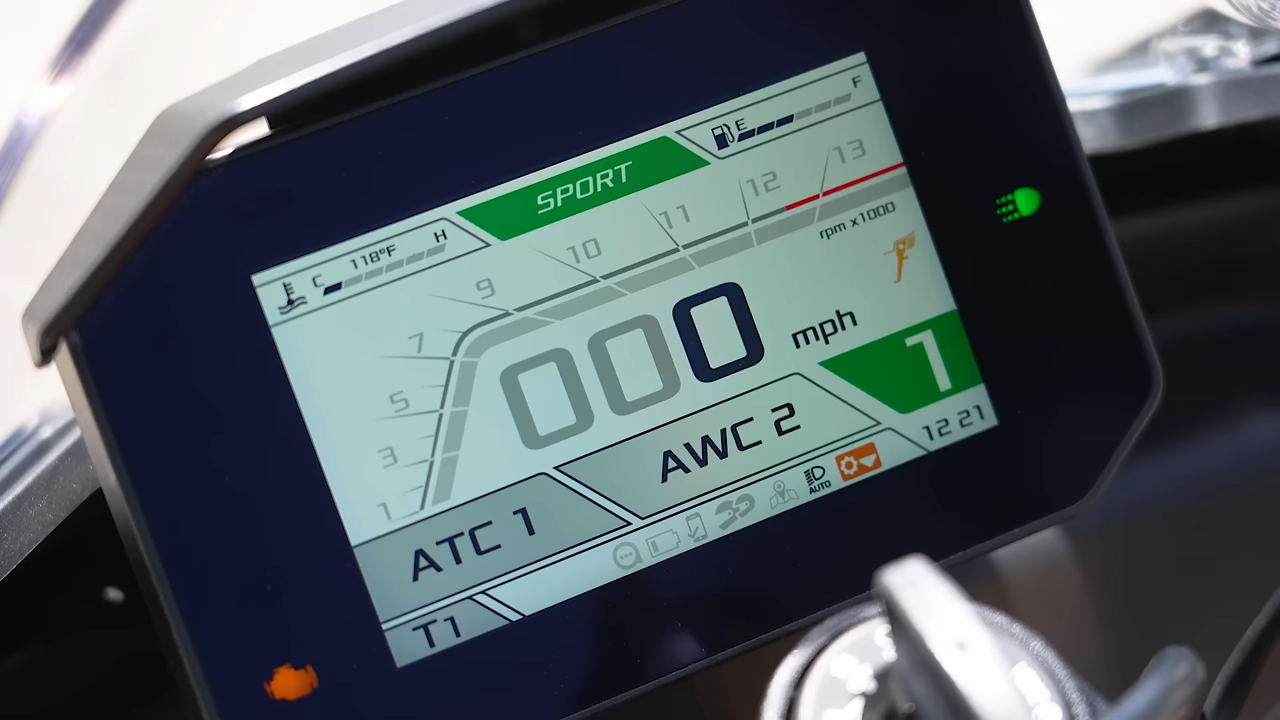 SPORT
E F
C 118°F H
1 3 5 7 9 10 11 12 13
rpm x1000
000 mph
1
AWC 2
12 21
ATC 1
AUTO
T1